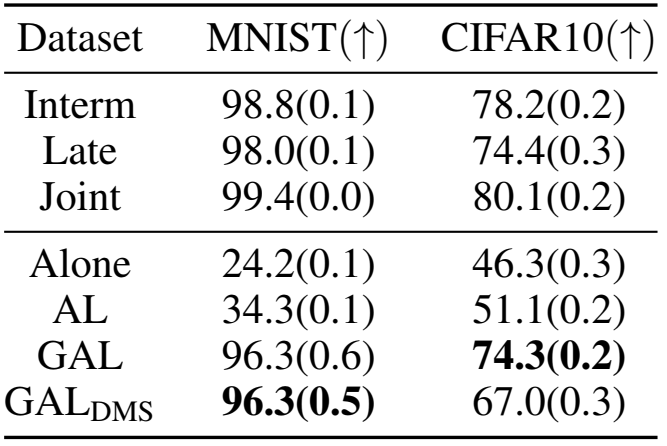 Dataset MNIST(↑) CIFAR10(↑)
Interm 98.8(0.1) 78.2(0.2)
Late 98.0(0.1) 74.4(0.3)
Joint 99.4(0.0) 80.1(0.2)
Alone 24.2(0.1) 46.3(0.3)
AL 34.3(0.1) 51.1(0.2)
GAL 96.3(0.6) 74.3(0.2)
GAL_DMS 96.3(0.5) 67.0(0.3)